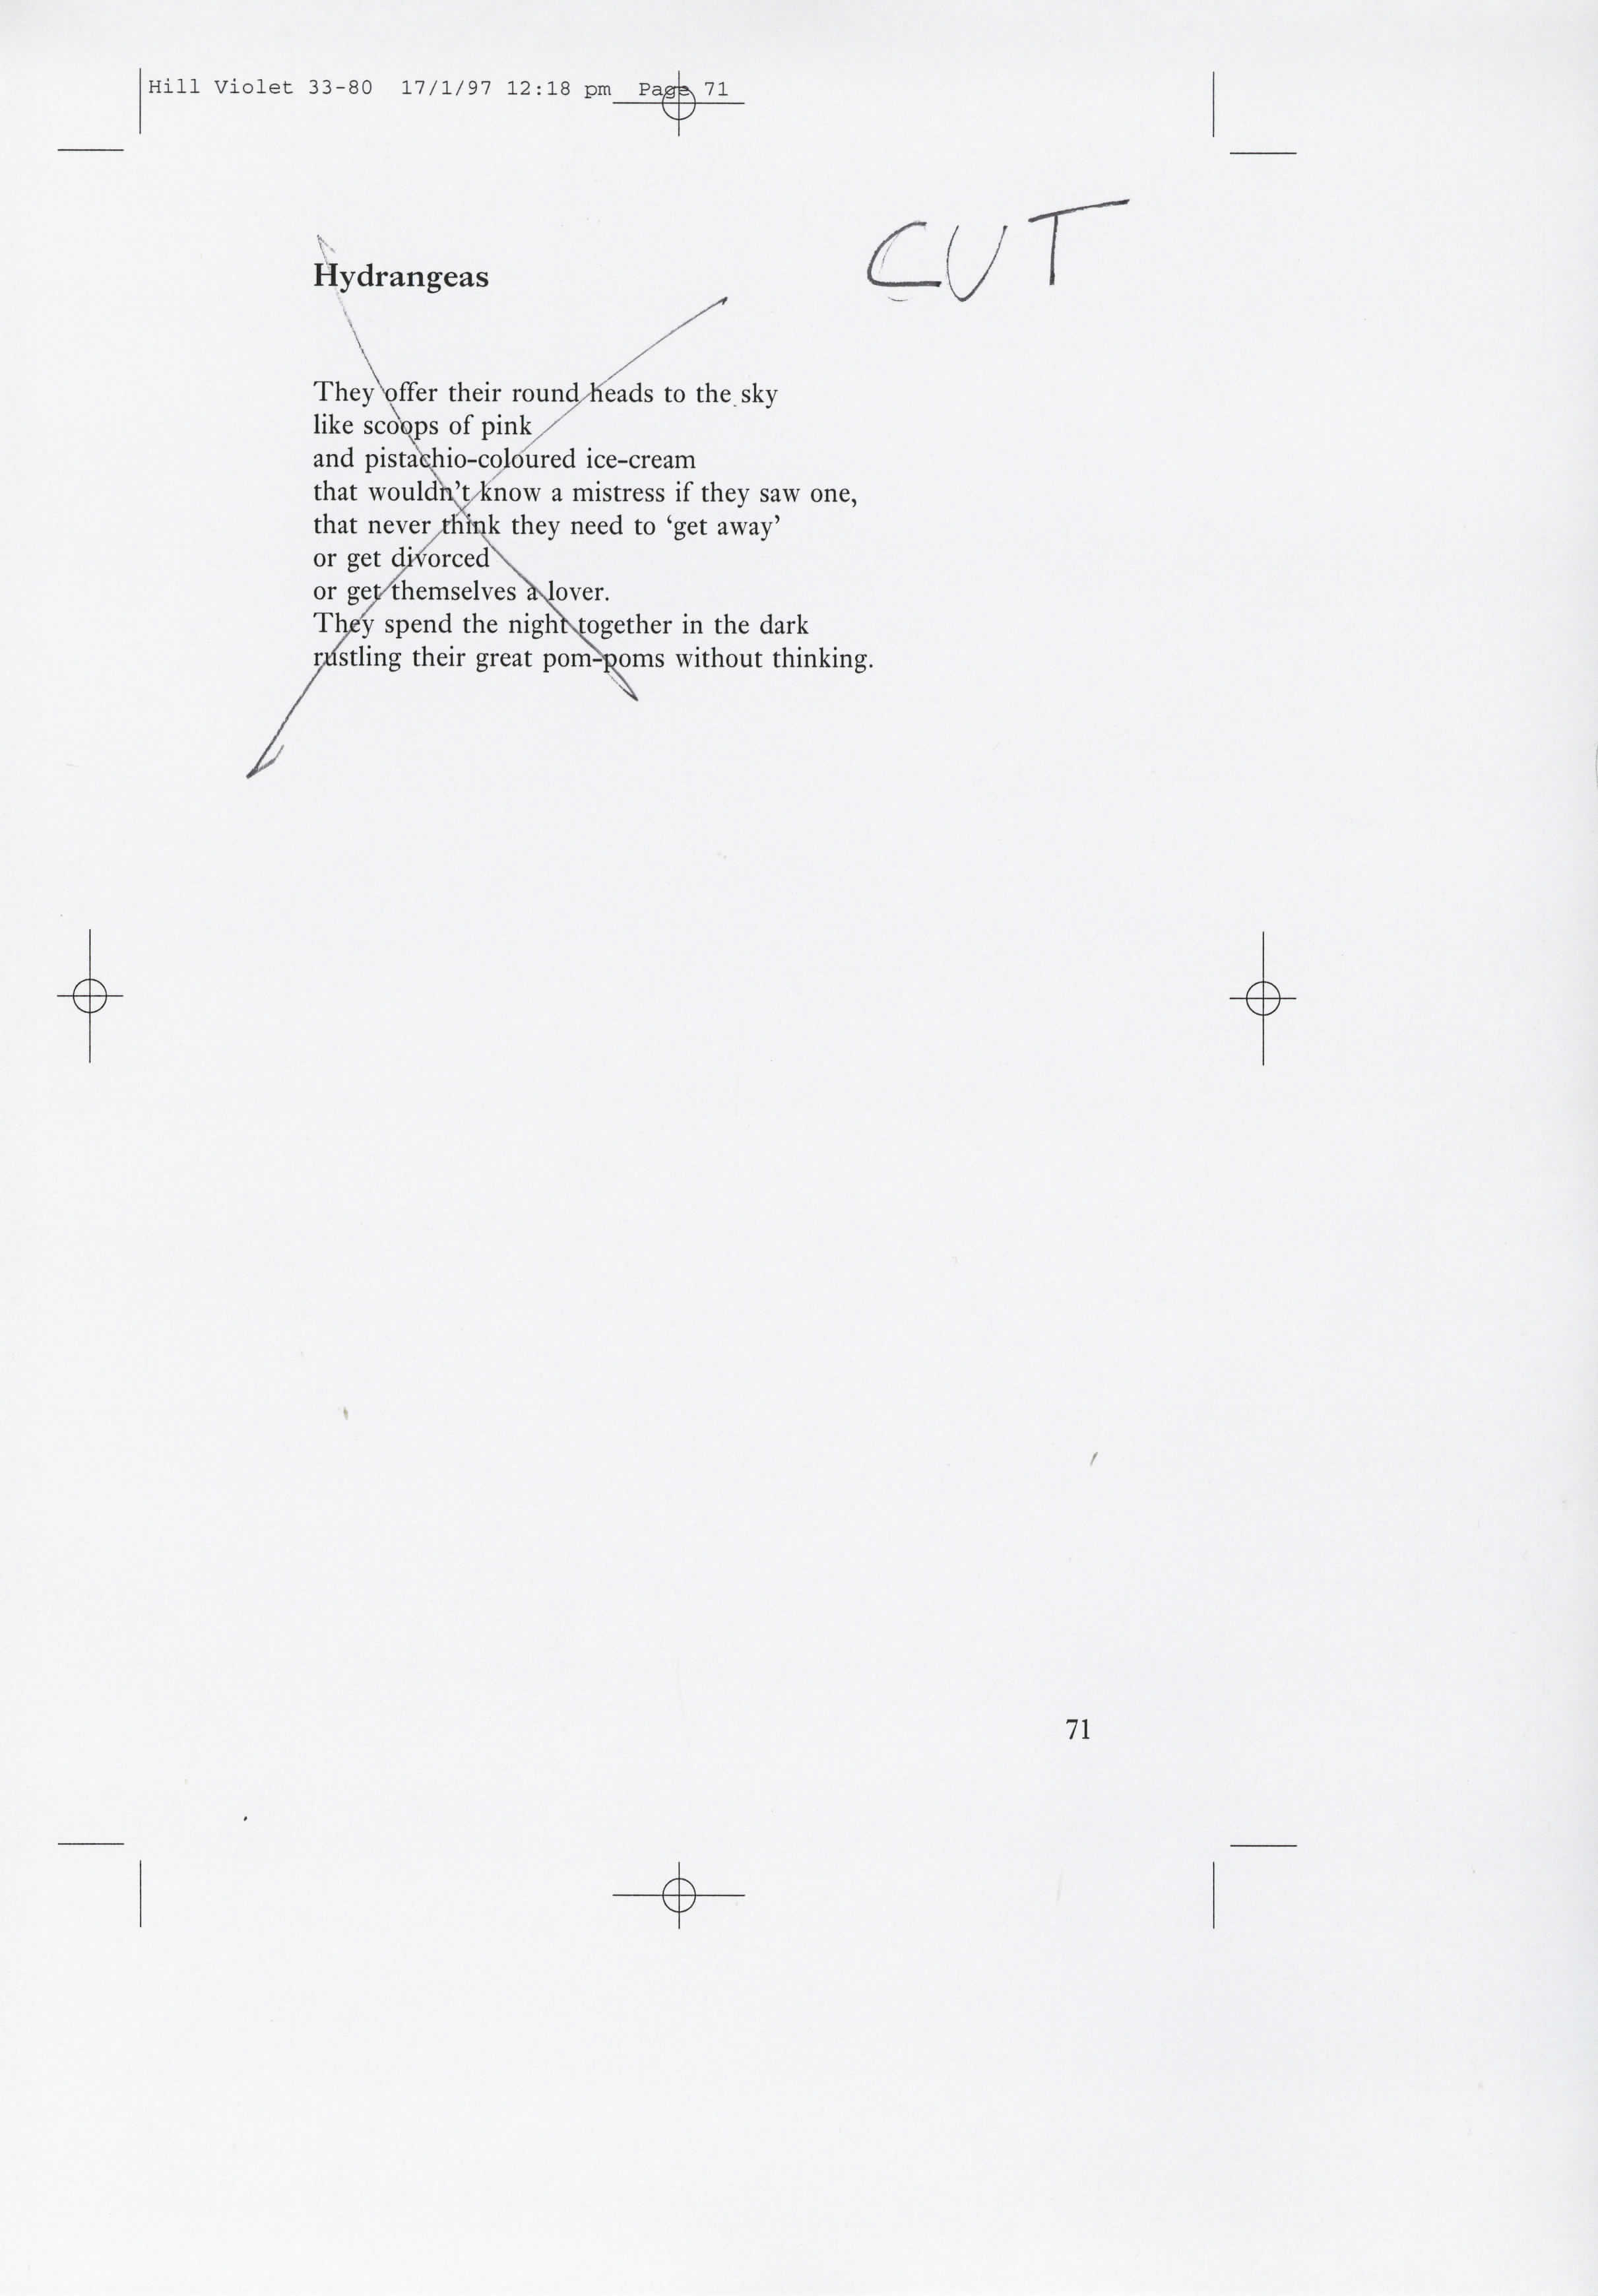 Hill Violet 33-80 17/1/97 12:18 pm Page 71
CUT
Hydrangeas
They offer their round heads to the sky
like scoops of pink
and pistachio-coloured ice-cream
that wouldn't know a mistress if they saw one,
that never think they need to ‘get away’
or get divorced
or get themselves a lover.
They spend the night together in the dark
rustling their great pom-poms without thinking.
71